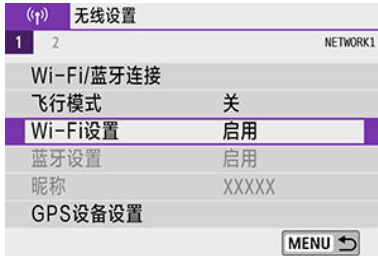 无线设置
1 2 NETWORK1
Wi-Fi/蓝牙连接
飞行模式 关
Wi-Fi设置 启用
蓝牙设置 启用
昵称 XXXXX
GPS设备设置
MENU